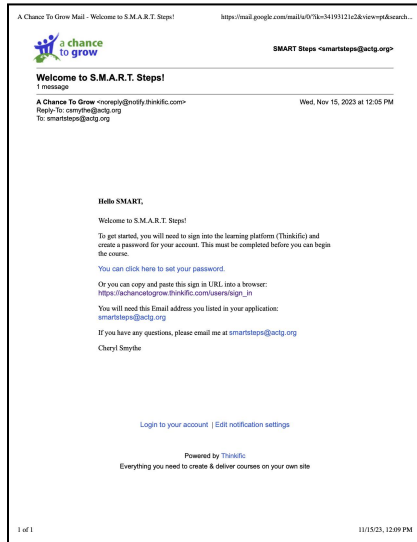 A Chance To Grow Mail - Welcome to S.M.A.R.T. Steps!
https://mail.google.com/mail/u/0/?ik=34193121e2&view=pt&search...
a chance
to grow
SMART Steps <smartsteps@actg.org>
Welcome to S.M.A.R.T. Steps!
1 message
A Chance To Grow <noreply@notify.thinkific.com>
Wed, Nov 15, 2023 at 12:05 PM
Reply-To: csmythe@actg.org
To: smartsteps@actg.org
Hello SMART,
Welcome to S.M.A.R.T. Steps!
To get started, you will need to sign into the learning platform (Thinkific) and
create a password for your account. This must be completed before you can begin
the course.
You can click here to set your password.
Or you can copy and paste this sign in URL into a browser:
https://achancetogrow.thinkific.com/users/sign_in
You will need this Email address you listed in your application:
smartsteps@actg.org
If you have any questions, please email me at smartsteps@actg.org
Cheryl Smythe
Login to your account | Edit notification settings
Powered by Thinkific
Everything you need to create & deliver courses on your own site
1 of 1
11/15/23, 12:09 PM